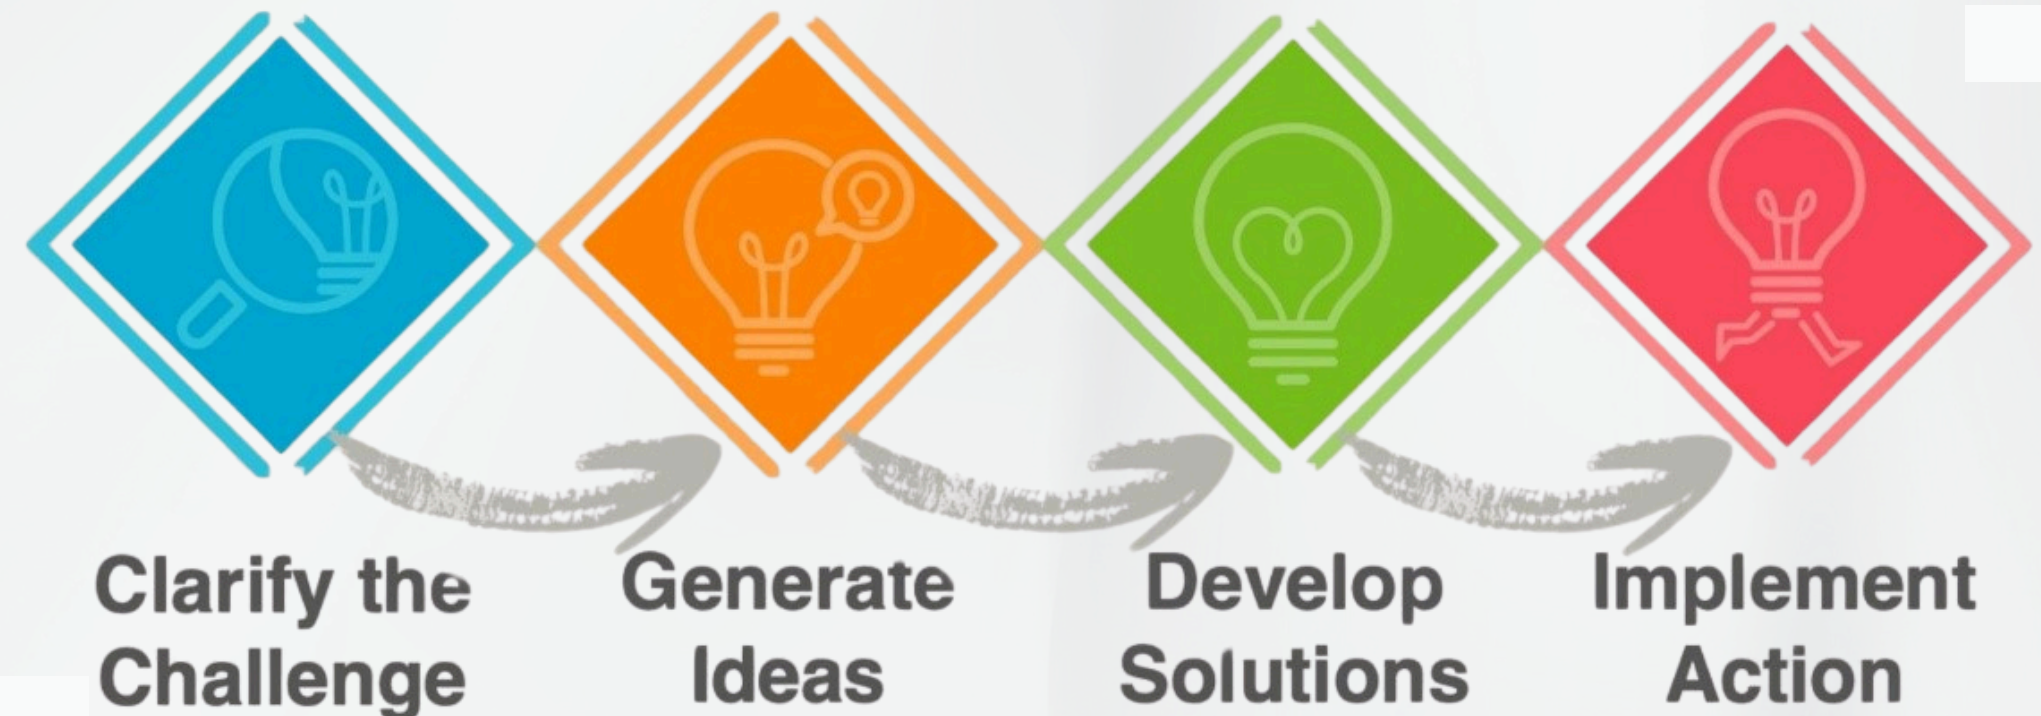 Clarify the
Challenge
Generate
Ideas
Develop
Solutions
Implement
Action